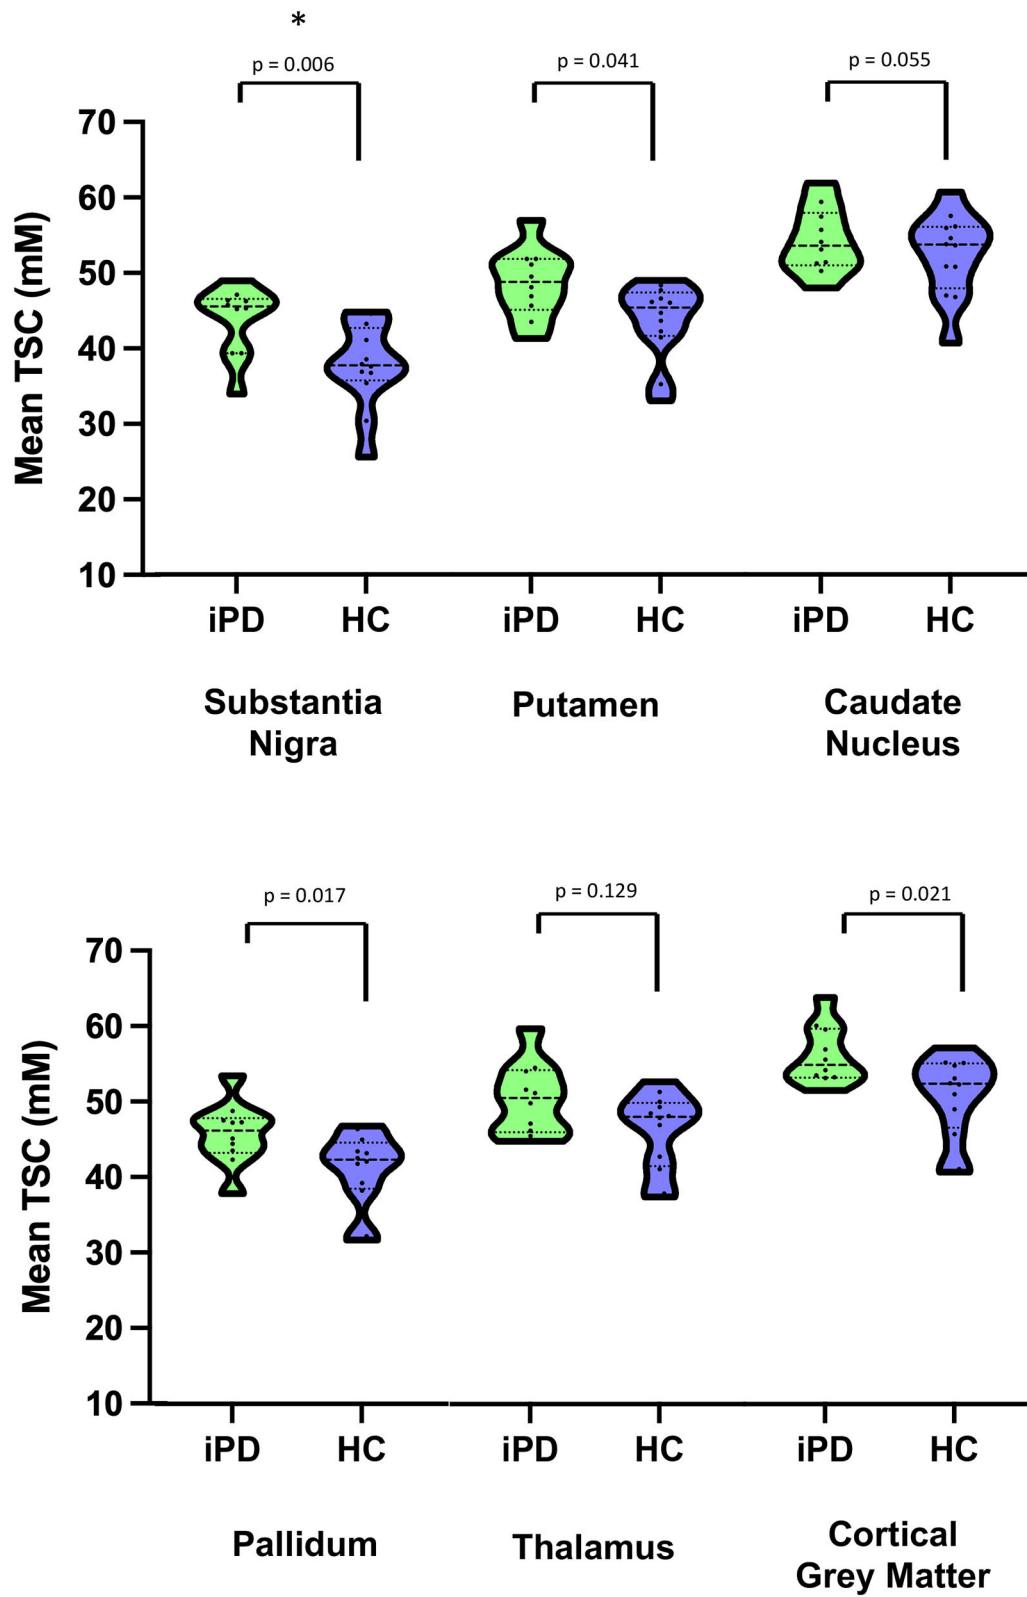 *
p = 0.006
p = 0.041
p = 0.055
Mean TSC (mM)
70
60
50
40
30
20
10
iPD HC iPD HC iPD HC
Substantia
Nigra
Putamen
Caudate
Nucleus
p = 0.017
p = 0.129
p = 0.021
Mean TSC (mM)
70
60
50
40
30
20
10
iPD HC iPD HC iPD HC
Pallidum
Thalamus
Cortical
Grey Matter